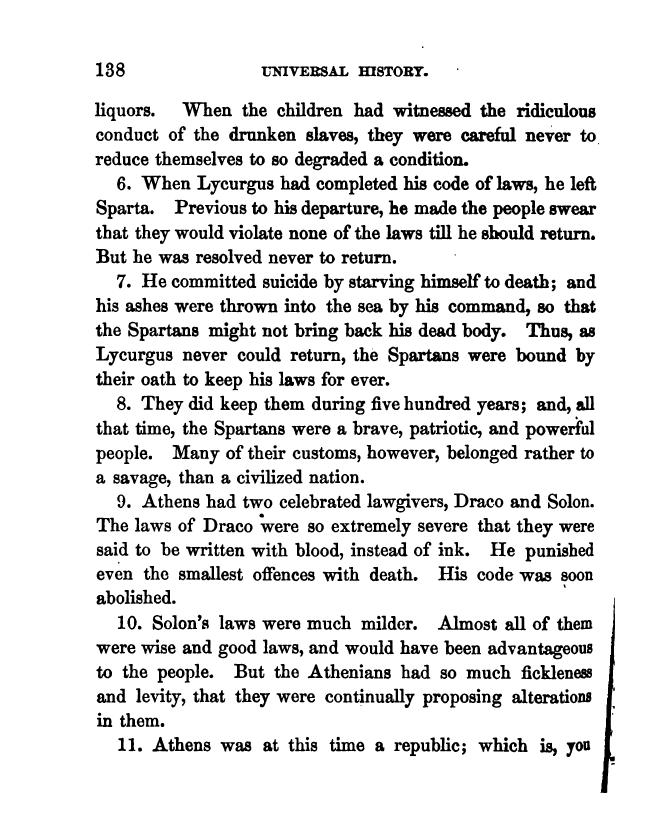 138 UNIVERSAL HISTORY.
liquors. When the children had witnessed the ridiculous
conduct of the drunken slaves, they were careful never to
reduce themselves to so degraded a condition.
6. When Lycurgus had completed his code of laws, he left
Sparta. Previous to his departure, he made the people swear
that they would violate none of the laws till he should return.
But he was resolved never to return.
7. He committed suicide by starving himself to death; and
his ashes were thrown into the sea by his command, so that
the Spartans might not bring back his dead body. Thus, as
Lycurgus never could return, the Spartans were bound by
their oath to keep his laws for ever.
8. They did keep them during five hundred years; and, all
that time, the Spartans were a brave, patriotic, and powerful
people. Many of their customs, however, belonged rather to
a savage, than a civilized nation.
9. Athens had two celebrated lawgivers, Draco and Solon.
The laws of Draco were so extremely severe that they were
said to be written with blood, instead of ink. He punished
even the smallest offences with death. His code was soon
abolished.
10. Solon's laws were much milder. Almost all of them
were wise and good laws, and would have been advantageous
to the people. But the Athenians had so much fickleness
and levity, that they were continually proposing alterations
in them.
11. Athens was at this time a republic; which is, you